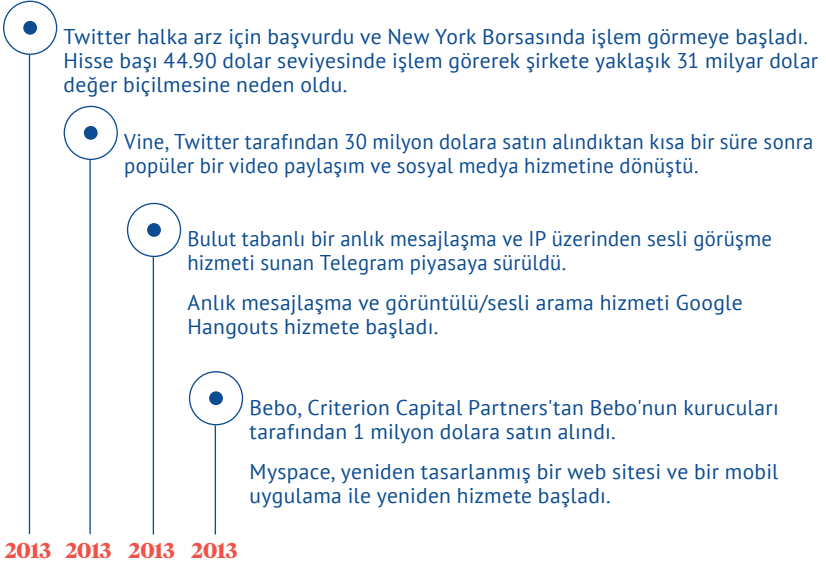 Twitter halka arz için başvurdu ve New York Borsasında işlem görmeye başladı.
Hisse başı 44.90 dolar seviyesinde işlem görerek şirkete yaklaşık 31 milyar dolar
değer biçilmesine neden oldu.
Vine, Twitter tarafından 30 milyon dolara satın alındıktan kısa bir süre sonra
popüler bir video paylaşım ve sosyal medya hizmetine dönüştü.
Bulut tabanlı bir anlık mesajlaşma ve IP üzerinden sesli görüşme
hizmeti sunan Telegram piyasaya sürüldü.
Anlık mesajlaşma ve görüntülü/sesli arama hizmeti Google
Hangouts hizmete başladı.
Bebo, Criterion Capital Partners'tan Bebo'nun kurucuları
tarafından 1 milyon dolara satın alındı.
Myspace, yeniden tasarlanmış bir web sitesi ve bir mobil
uygulama ile yeniden hizmete başladı.
2013 2013 2013 2013